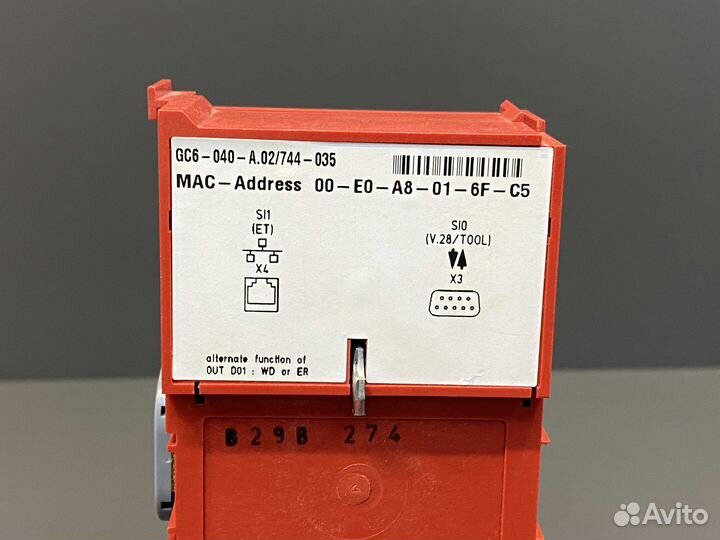 GC6-040-A.02/744-035
MAC-Address 00-E0-A8-01-6F-C5
SI1
(ET)
X4
SI0
(V.28/TOOL)
X3
alternate function of
OUT D01 : WD or ER
B29B 274
Avito